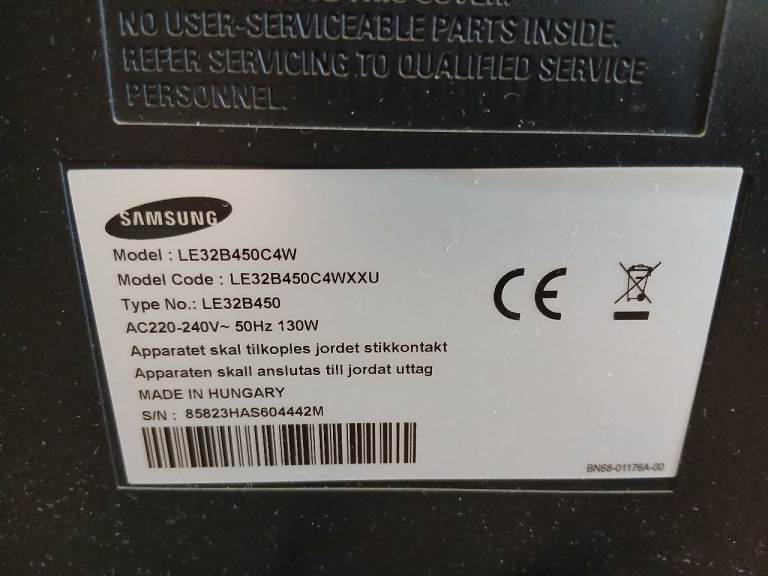 NO USER-SERVICEABLE PARTS INSIDE.
REFER SERVICING TO QUALIFIED SERVICE
PERSONNEL.
SAMSUNG
Model : LE32B450C4W
Model Code : LE32B450C4WXXU
Type No.: LE32B450
AC220-240V~ 50Hz 130W
Apparatet skal tilkoples jordet stikkontakt
Apparaten skall anslutas till jordat uttag
MADE IN HUNGARY
S/N : 85823HAS604442M
CE
BN68-01176A-00